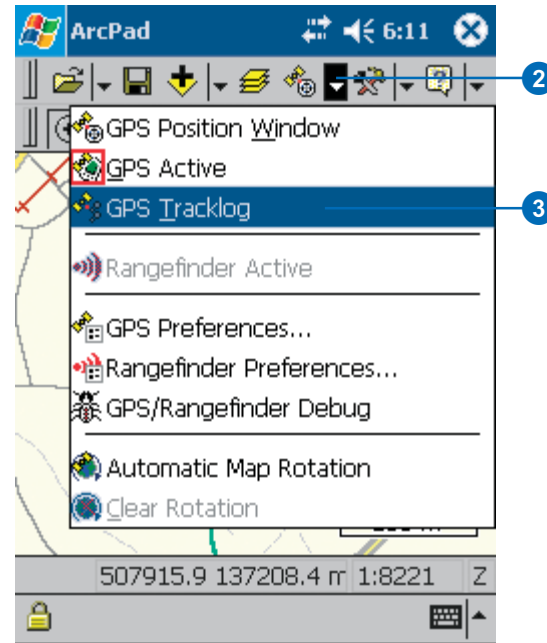 ArcPad 6:11
2
GPS Position Window
GPS Active
GPS Tracklog
3
Rangefinder Active
GPS Preferences...
Rangefinder Preferences...
GPS/Rangefinder Debug
Automatic Map Rotation
Clear Rotation
507915.9 137208.4 m 1:8221 Z